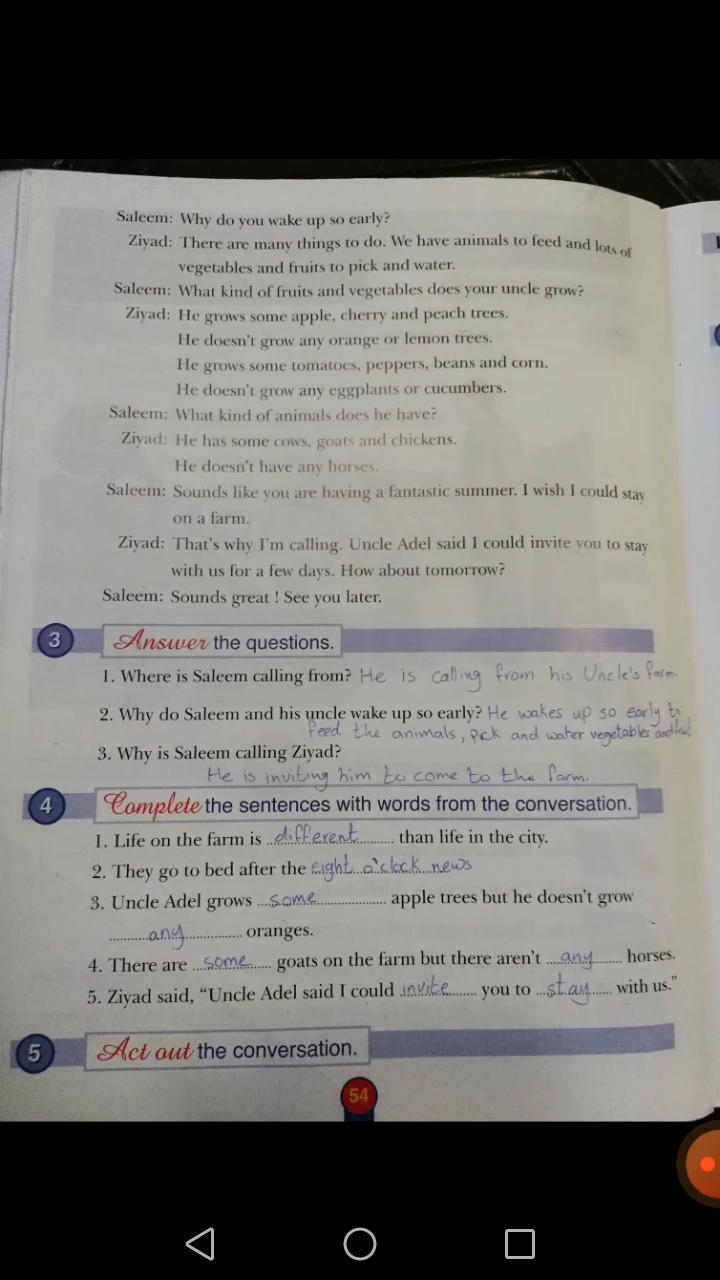 Saleem: Why do you wake up so early?
Ziyad: There are many things to do. We have animals to feed and lots of
vegetables and fruits to pick and water.
Saleem: What kind of fruits and vegetables does your uncle grow?
Ziyad: He grows some apple, cherry and peach trees.
He doesn't grow any orange or lemon trees.
He grows some tomatoes, peppers, beans and corn.
He doesn't grow any eggplants or cucumbers.
Saleem: What kind of animals does he have?
Ziyad: He has some cows, goats and chickens.
He doesn't have any horses.
Saleem: Sounds like you are having a fantastic summer. I wish I could stay
on a farm.
Ziyad: That's why I'm calling. Uncle Adel said I could invite you to stay
with us for a few days. How about tomorrow?
Saleem: Sounds great ! See you later.
3 Answer the questions.
1. Where is Saleem calling from? He is calling from his Uncle's farm.
2. Why do Saleem and his uncle wake up so early? He wakes up so early to
feed the animals, pick and water vegetables and
3. Why is Saleem calling Ziyad?
He is inviting him to come to the farm.
4 Complete the sentences with words from the conversation.
1. Life on the farm is ..different.......... than life in the city.
2. They go to bed after the eight o'clock news
3. Uncle Adel grows ...some.................. apple trees but he doesn't grow
...........any................ oranges.
4. There are ...some..... goats on the farm but there aren't ...any....... horses.
5. Ziyad said, "Uncle Adel said I could invite...... you to ...stay...... with us."
5 Act out the conversation.
54